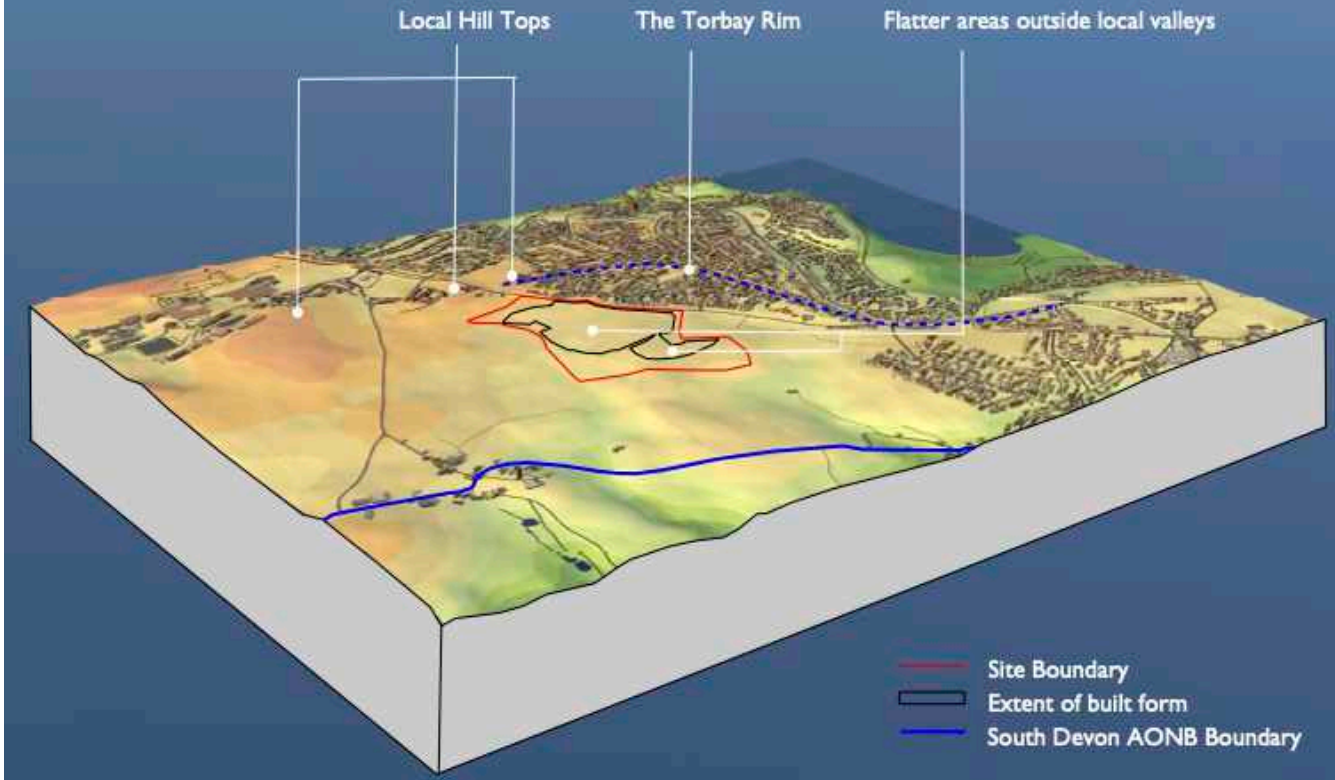 Local Hill Tops
The Torbay Rim
Flatter areas outside local valleys
Site Boundary
Extent of built form
South Devon AONB Boundary